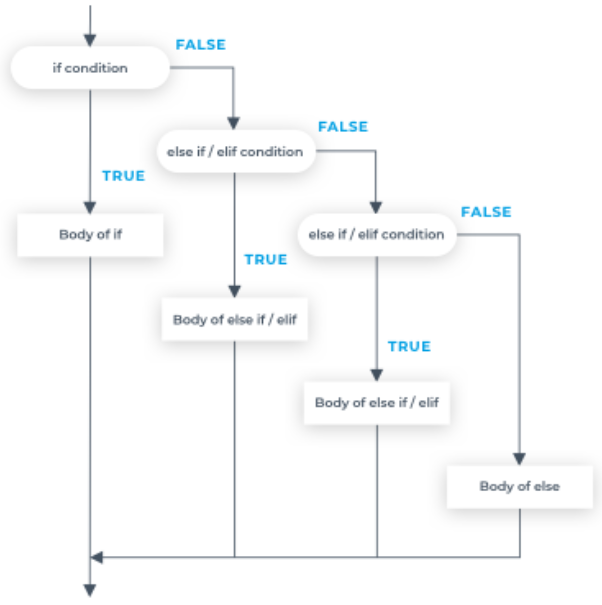 FALSE
if condition
FALSE
else if / elif condition
TRUE
FALSE
Body of if
else if / elif condition
TRUE
Body of else if / elif
TRUE
Body of else if / elif
Body of else